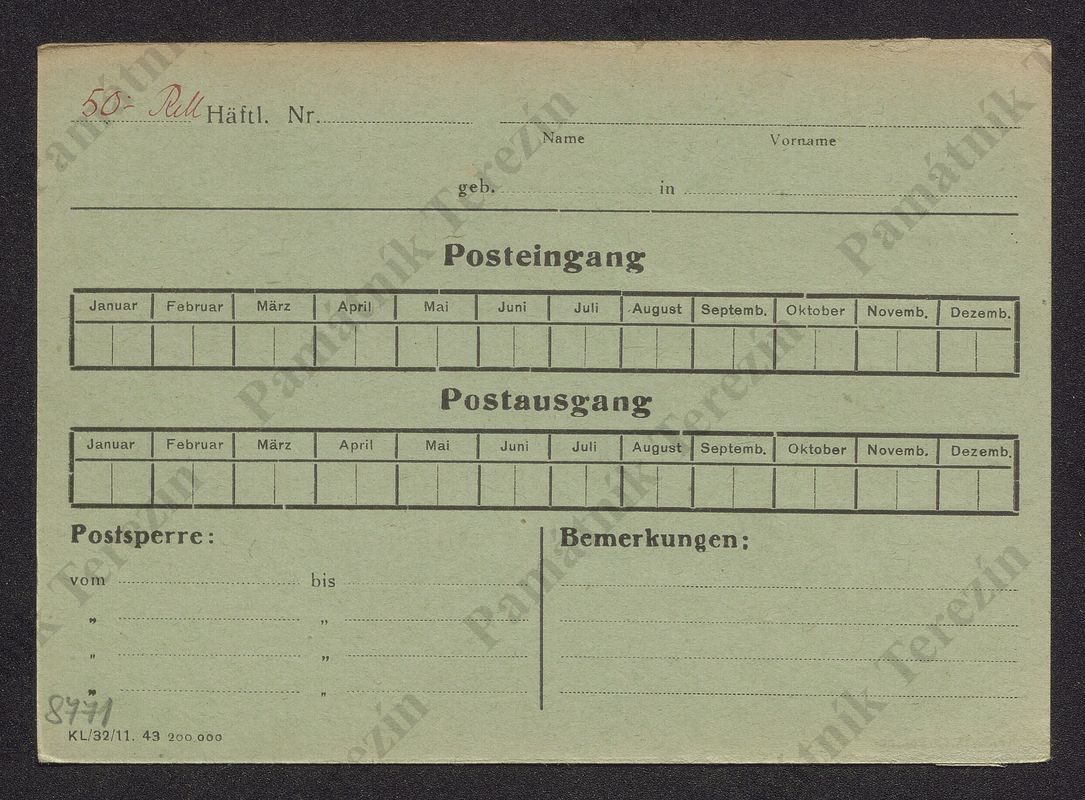 50.- RM Häftl. Nr.
Name Vorname
geb. in
Posteingang
Januar Februar März April Mai Juni Juli August Septemb. Oktober Novemb. Dezemb.
Postausgang
Januar Februar März April Mai Juni Juli August Septemb. Oktober Novemb. Dezemb.
Postsperre:
vom bis
„ „
„ „
„ „
Bemerkungen:
8771
KL/32/11. 43 200 000
Památník Terezín